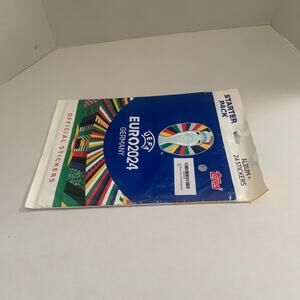 OFFICIAL STICKERS
UEFA
EURO2024
GERMANY
STARTER
PACK
topps
ALBUM +
24 STICKERS